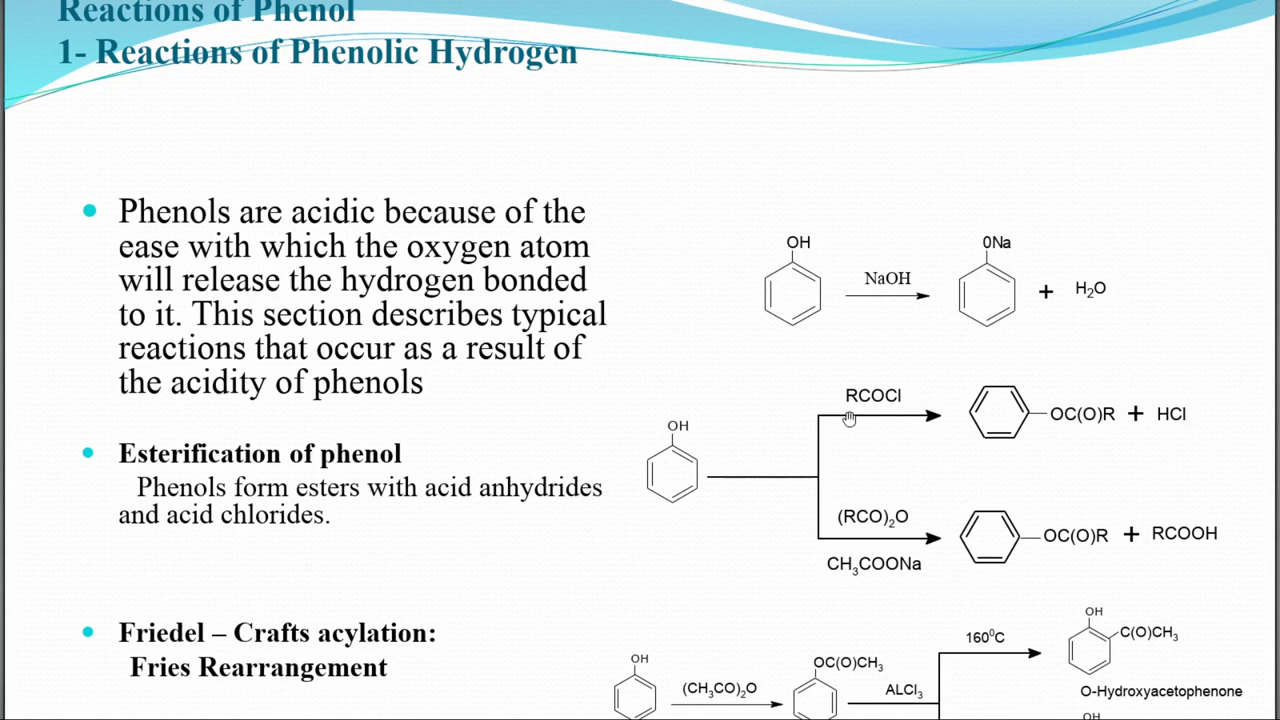 Reactions of Phenol
1- Reactions of Phenolic Hydrogen
Phenols are acidic because of the
ease with which the oxygen atom
will release the hydrogen bonded
to it. This section describes typical
reactions that occur as a result of
the acidity of phenols
OH
NaOH
0Na
+
H₂O
Esterification of phenol
Phenols form esters with acid anhydrides
and acid chlorides.
OH
RCOCl
OC(O)R + HCl
(RCO)₂O
CH₃COONa
OC(O)R + RCOOH
Friedel – Crafts acylation:
Fries Rearrangement
OH
(CH₃CO)₂O
OC(O)CH₃
ALCl₃
160⁰C
OH
C(O)CH₃
O-Hydroxyacetophenone
OH